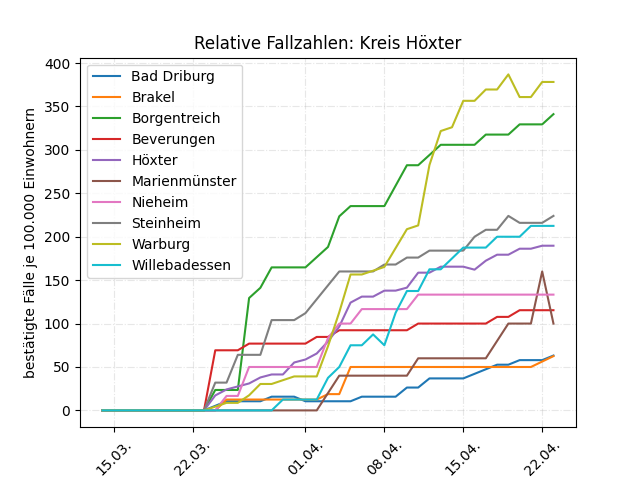 Relative Fallzahlen: Kreis Höxter
bestätigte Fälle je 100.000 Einwohnern
400
350
300
250
200
150
100
50
0
Bad Driburg
Brakel
Borgentreich
Beverungen
Höxter
Marienmünster
Nieheim
Steinheim
Warburg
Willebadessen
15.03.
22.03.
01.04.
08.04.
15.04.
22.04.